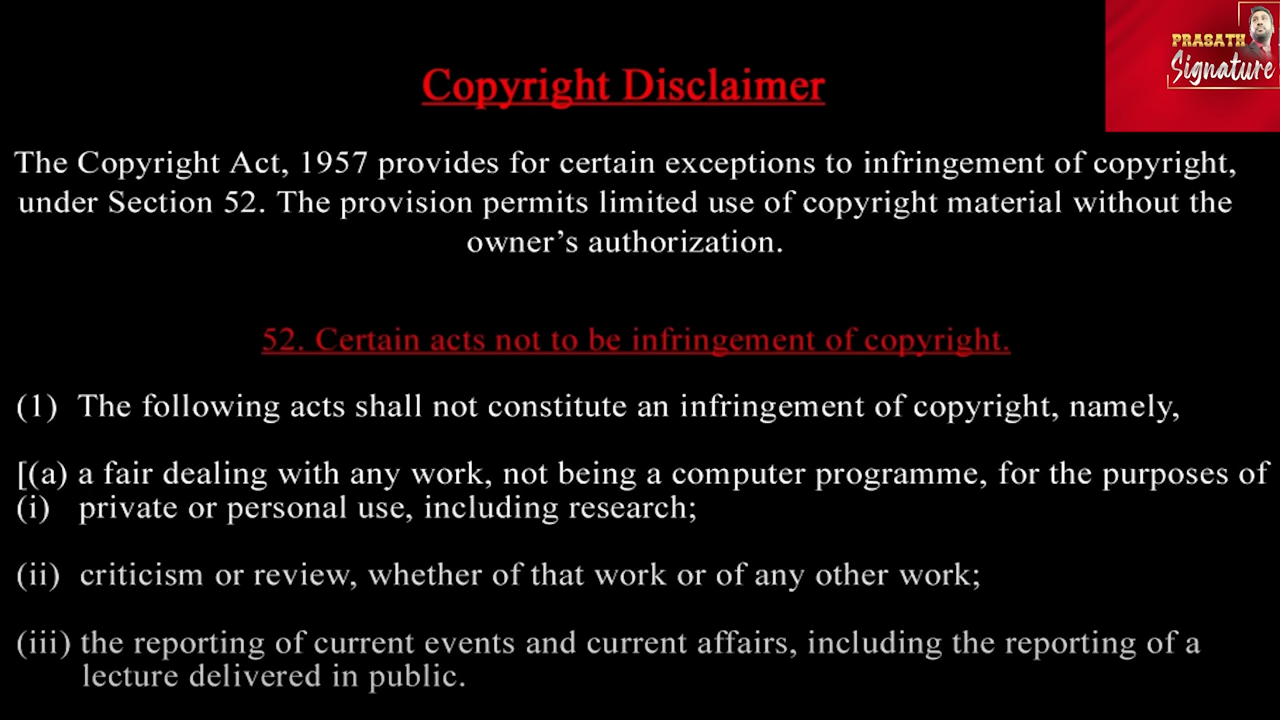 PRASATH
Signature
Copyright Disclaimer
The Copyright Act, 1957 provides for certain exceptions to infringement of copyright,
under Section 52. The provision permits limited use of copyright material without the
owner’s authorization.
52. Certain acts not to be infringement of copyright.
(1) The following acts shall not constitute an infringement of copyright, namely,
[(a) a fair dealing with any work, not being a computer programme, for the purposes of
(i) private or personal use, including research;
(ii) criticism or review, whether of that work or of any other work;
(iii) the reporting of current events and current affairs, including the reporting of a
lecture delivered in public.